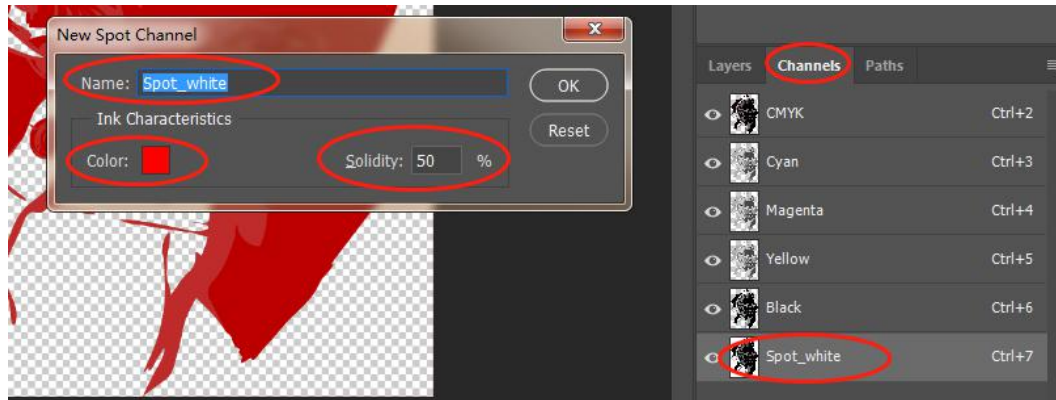 New Spot Channel
Name: Spot_white
OK
Ink Characteristics
Reset
Color:
Solidity: 50 %
Layers Channels Paths
CMYK Ctrl+2
Cyan Ctrl+3
Magenta Ctrl+4
Yellow Ctrl+5
Black Ctrl+6
Spot_white Ctrl+7